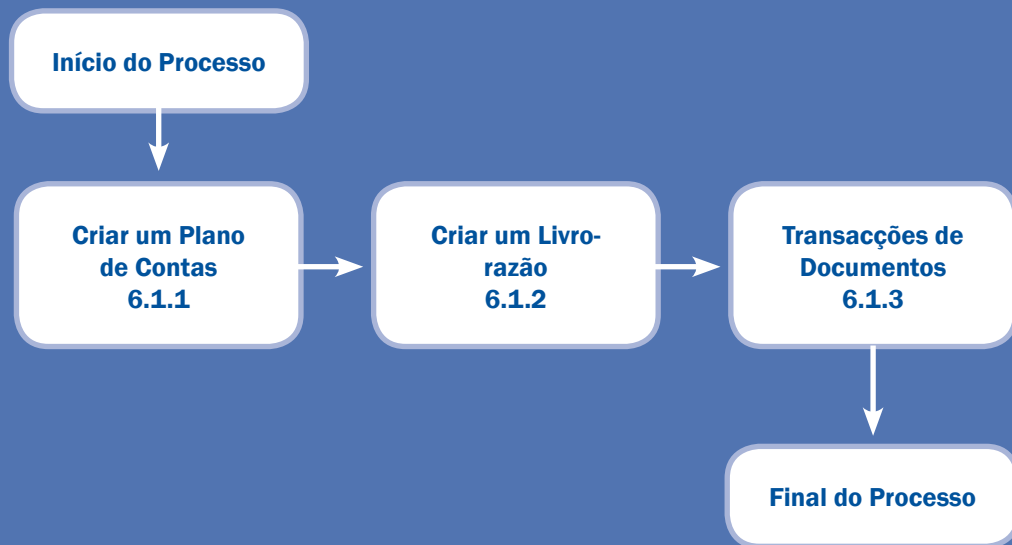 Início do Processo
Criar um Plano
de Contas
6.1.1
Criar um Livro-
razão
6.1.2
Transacções de
Documentos
6.1.3
Final do Processo